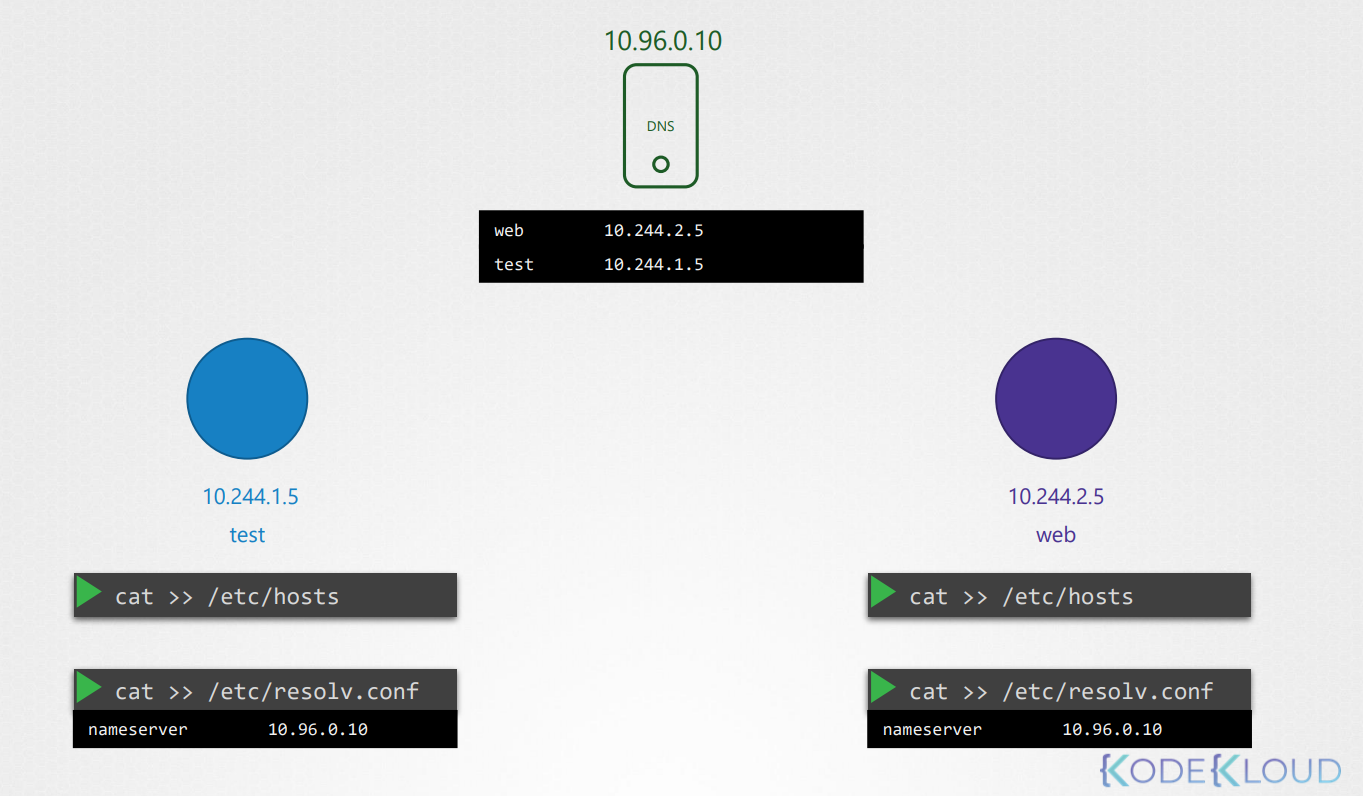 10.96.0.10
DNS
web 10.244.2.5
test 10.244.1.5
10.244.1.5
test
cat >> /etc/hosts
cat >> /etc/resolv.conf
nameserver 10.96.0.10
10.244.2.5
web
cat >> /etc/hosts
cat >> /etc/resolv.conf
nameserver 10.96.0.10
KODEKLOUD